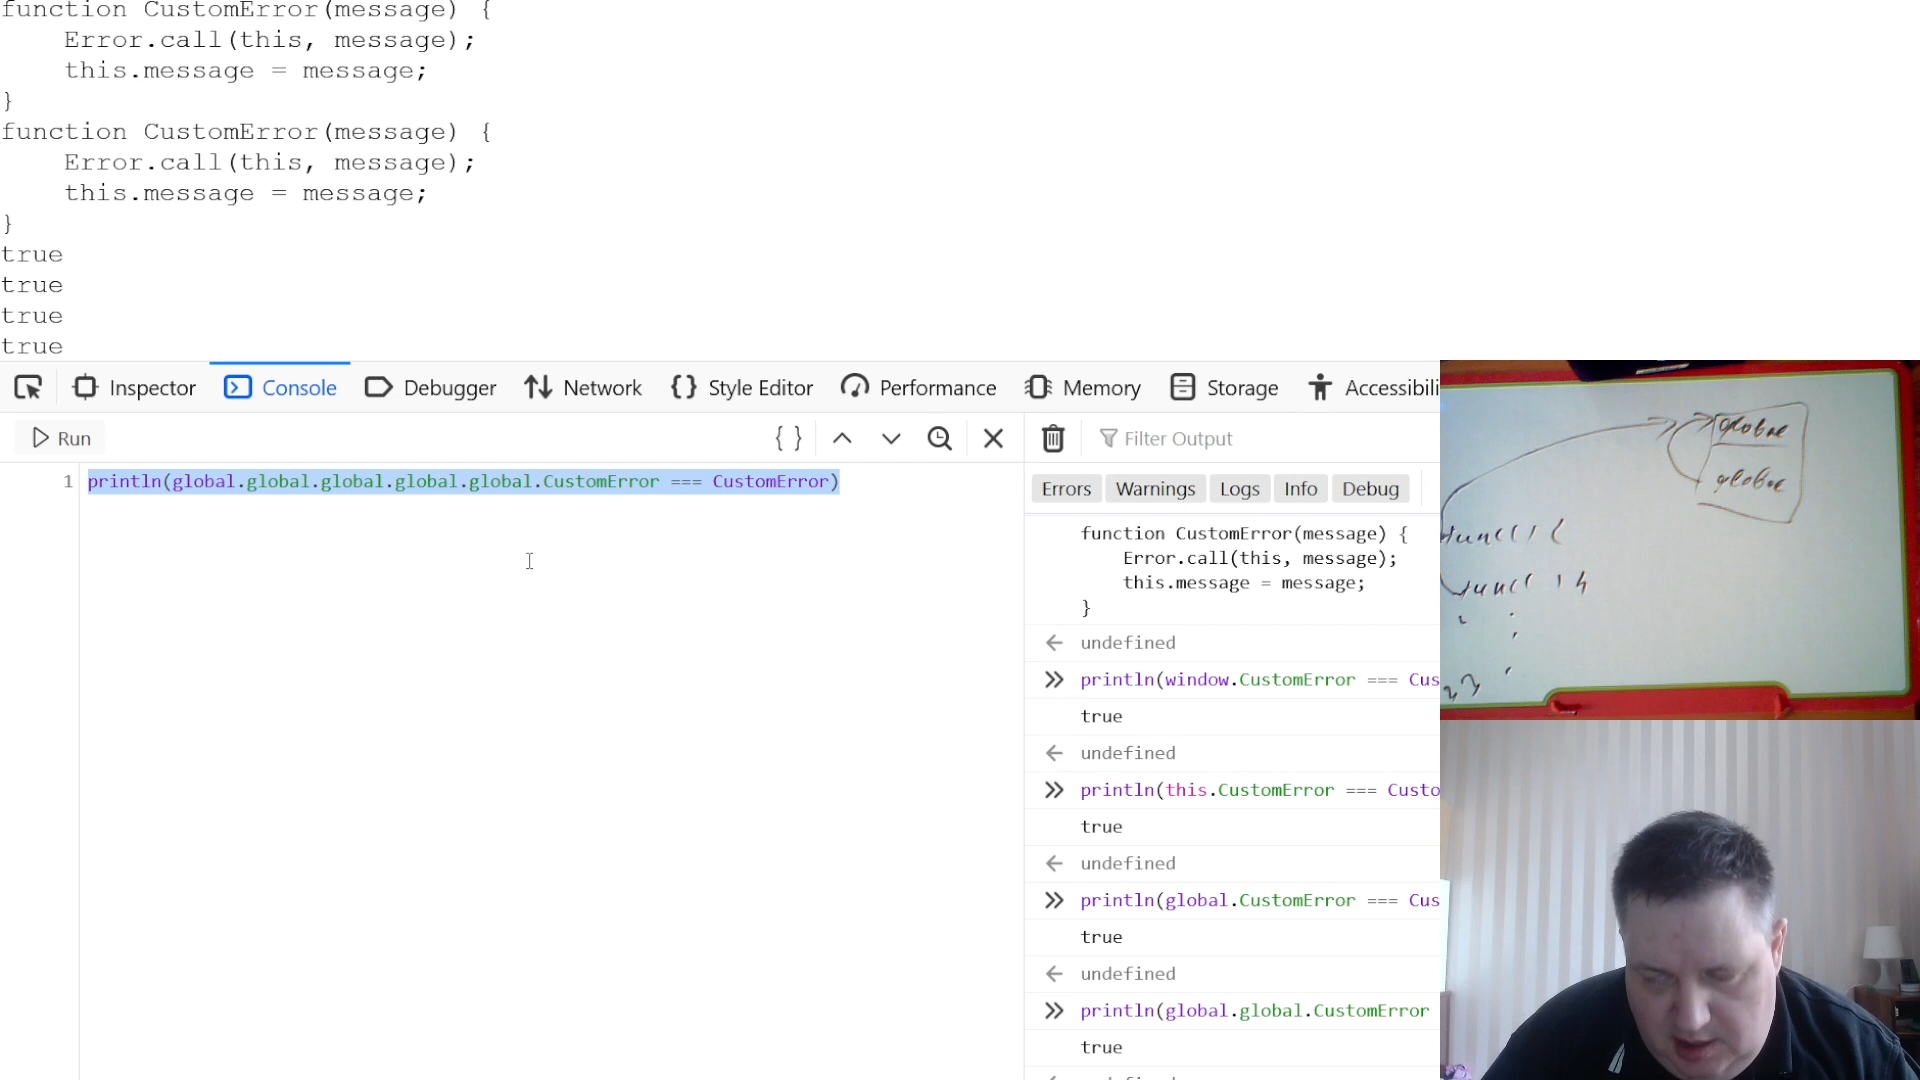 function CustomError(message) {
    Error.call(this, message);
    this.message = message;
}
function CustomError(message) {
    Error.call(this, message);
    this.message = message;
}
true
true
true
true
Inspector Console Debugger Network Style Editor Performance Memory Storage Accessibili
Run { } Filter Output
Errors Warnings Logs Info Debug
1 println(global.global.global.global.global.CustomError === CustomError)
function CustomError(message) {
    Error.call(this, message);
    this.message = message;
}
undefined
println(window.CustomError === Cus
true
undefined
println(this.CustomError === Custo
true
undefined
println(global.CustomError === Cus
true
undefined
println(global.global.CustomError
true
global
global